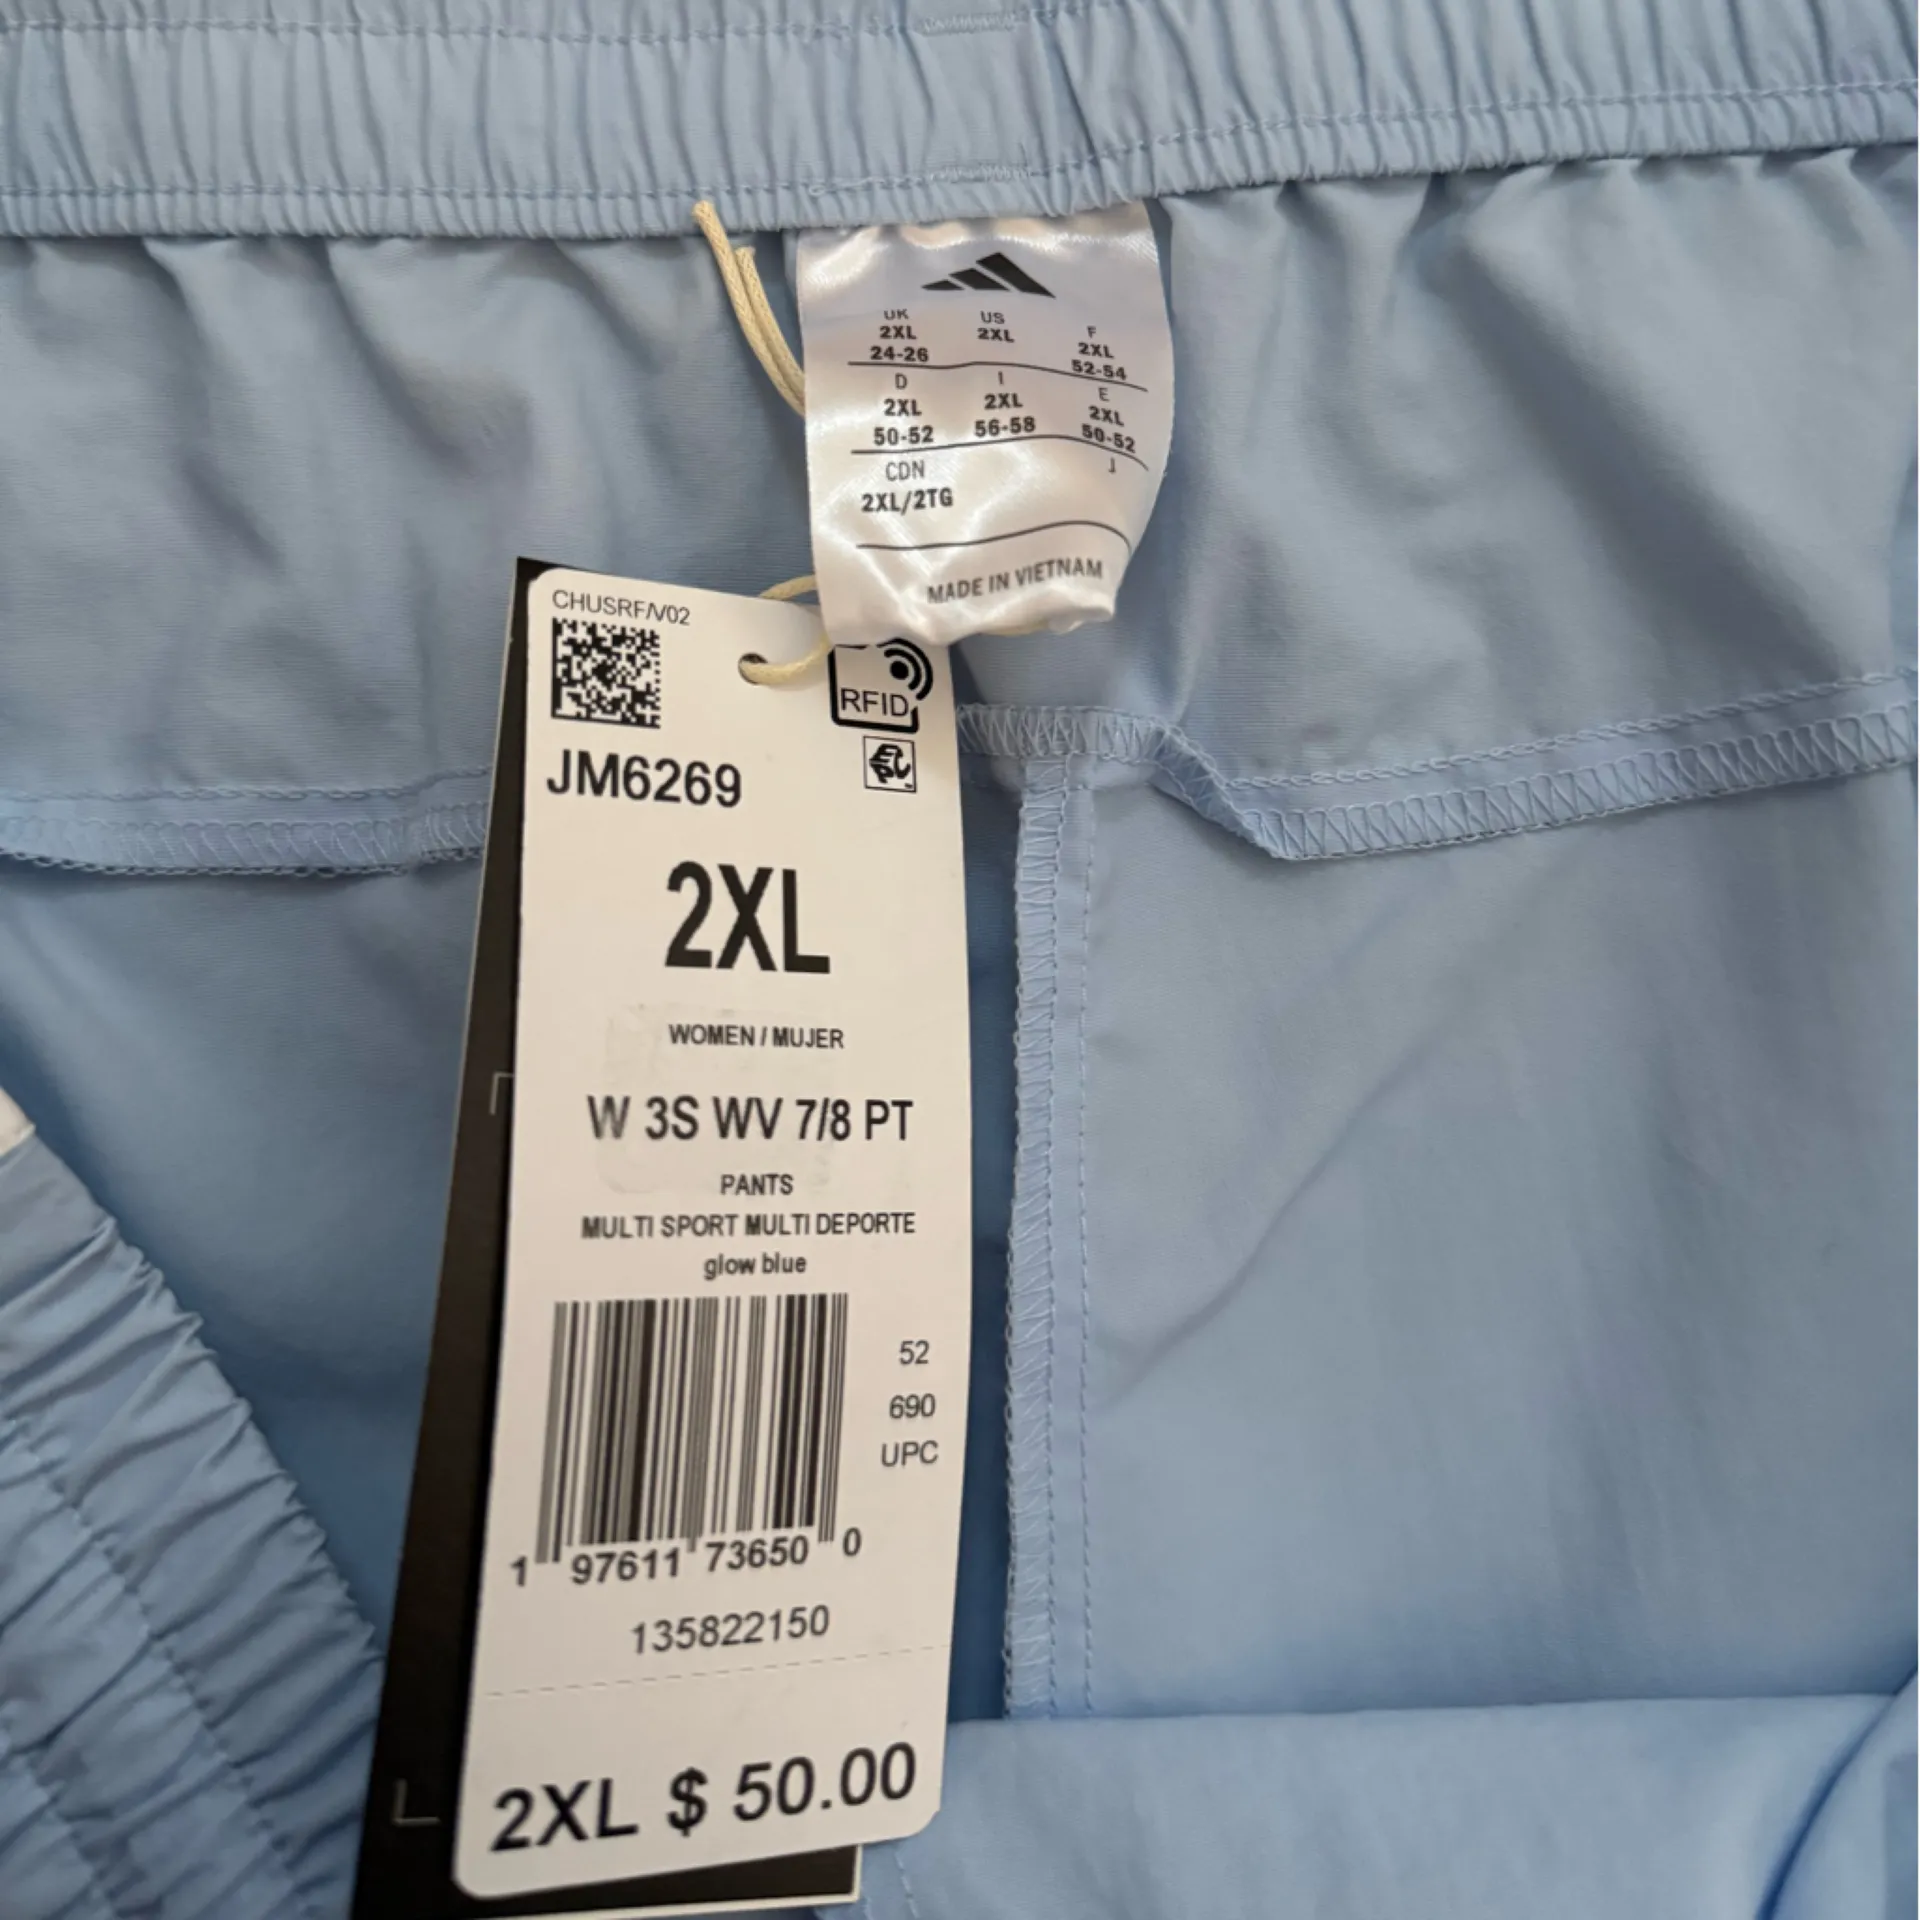 UK US F
2XL 2XL 2XL
24-26 52-54
D I E
2XL 2XL 2XL
50-52 56-58 50-52
CDN J
2XL/2TG
MADE IN VIETNAM
CHUSRF/V02
RFID
EPC
JM6269
2XL
WOMEN / MUJER
W 3S WV 7/8 PT
PANTS
MULTI SPORT MULTI DEPORTE
glow blue
52
690
UPC
1 97611 73650 0
135822150
2XL $ 50.00